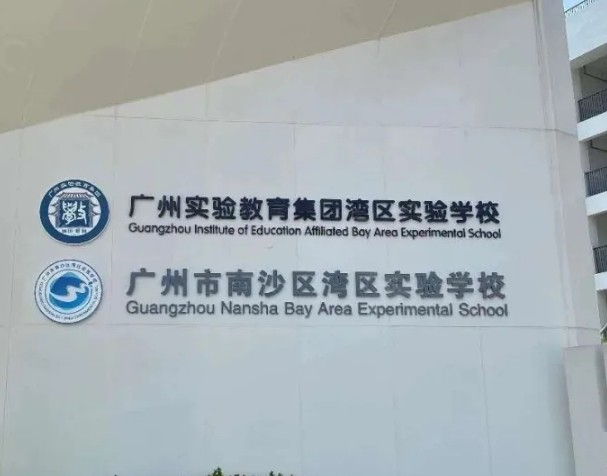 广州实验教育集团湾区实验学校
Guangzhou Institute of Education Affiliated Bay Area Experimental School
广州市南沙区湾区实验学校
Guangzhou Nansha Bay Area Experimental School